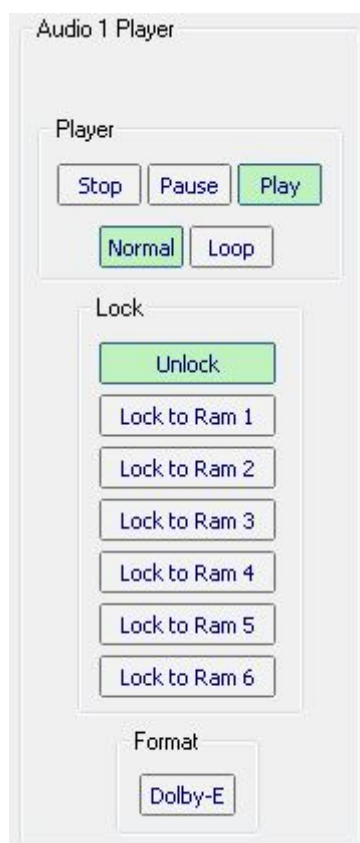 Audio 1 Player
Player
Stop Pause Play
Normal Loop
Lock
Unlock
Lock to Ram 1
Lock to Ram 2
Lock to Ram 3
Lock to Ram 4
Lock to Ram 5
Lock to Ram 6
Format
Dolby-E